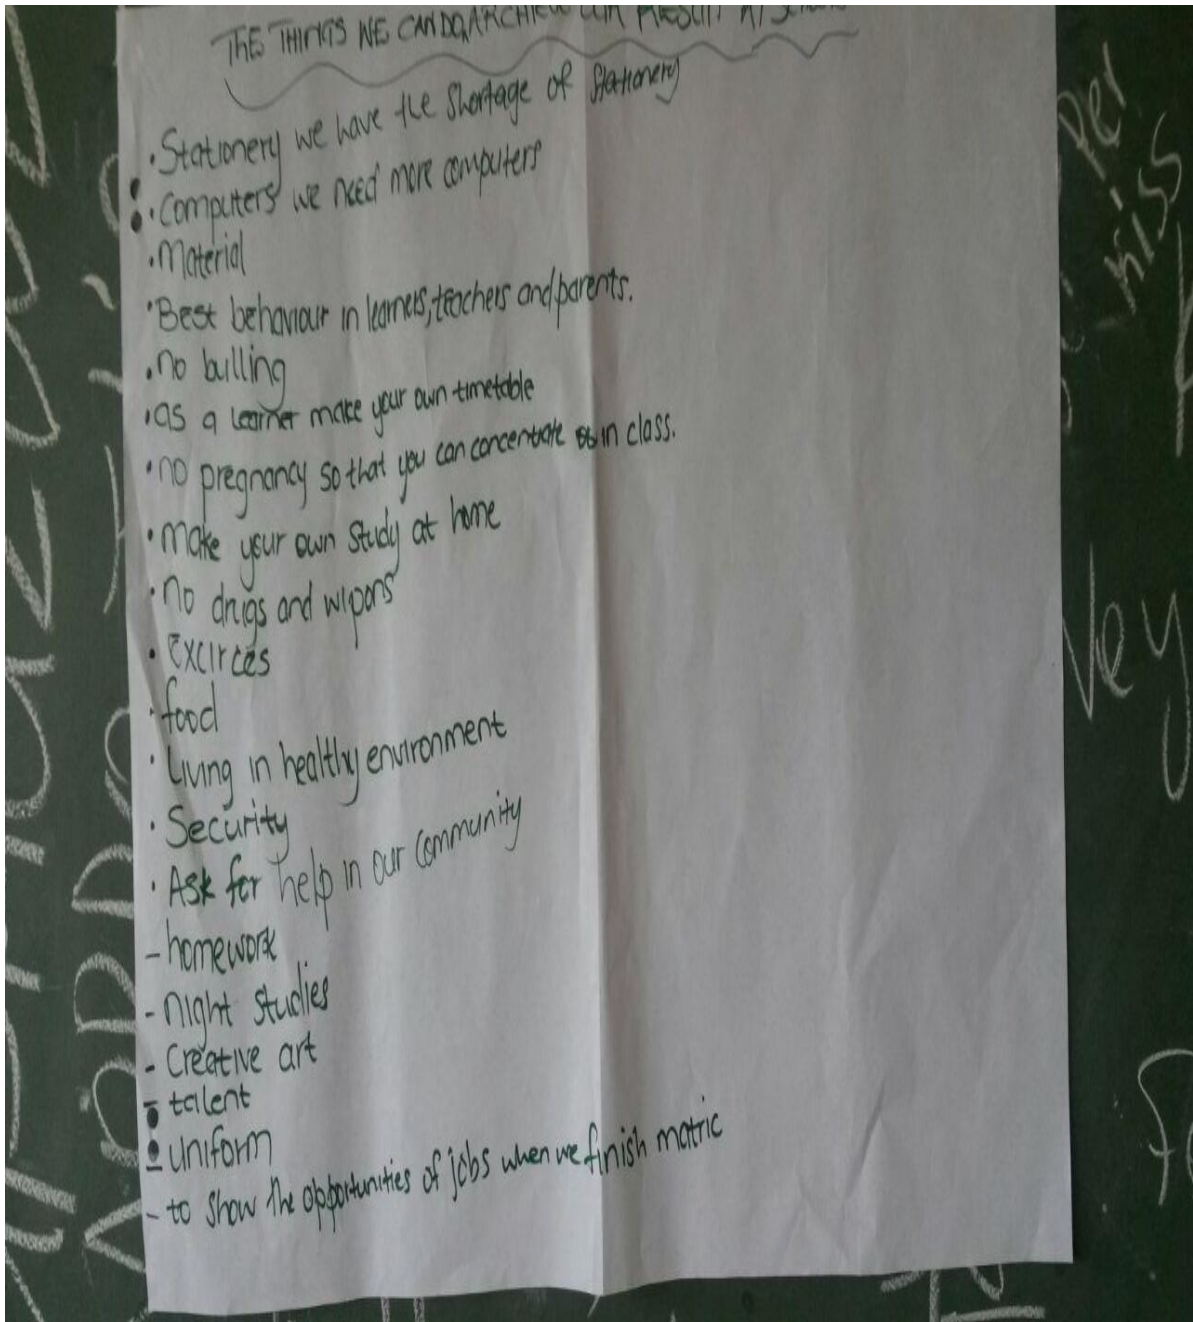 THE THINGS WE CAN DO ARCHIEV OUR RESULT AT SCHOOL
• Stationery we have the shortage of stationery
• Computers we need more computers
• Material
• Best behaviour in learners, teachers and parents.
• no bulling
• as a learner make your own timetable
• no pregnancy so that you can concentrate in class.
• make your own study at home
• no drugs and wipons
• Excirces
• food
• Living in healthy environment
• Security
• Ask for help in our community
- homework
- night studies
- Creative art
- talent
- uniform
- to show the opportunities of jobs when we finish matric